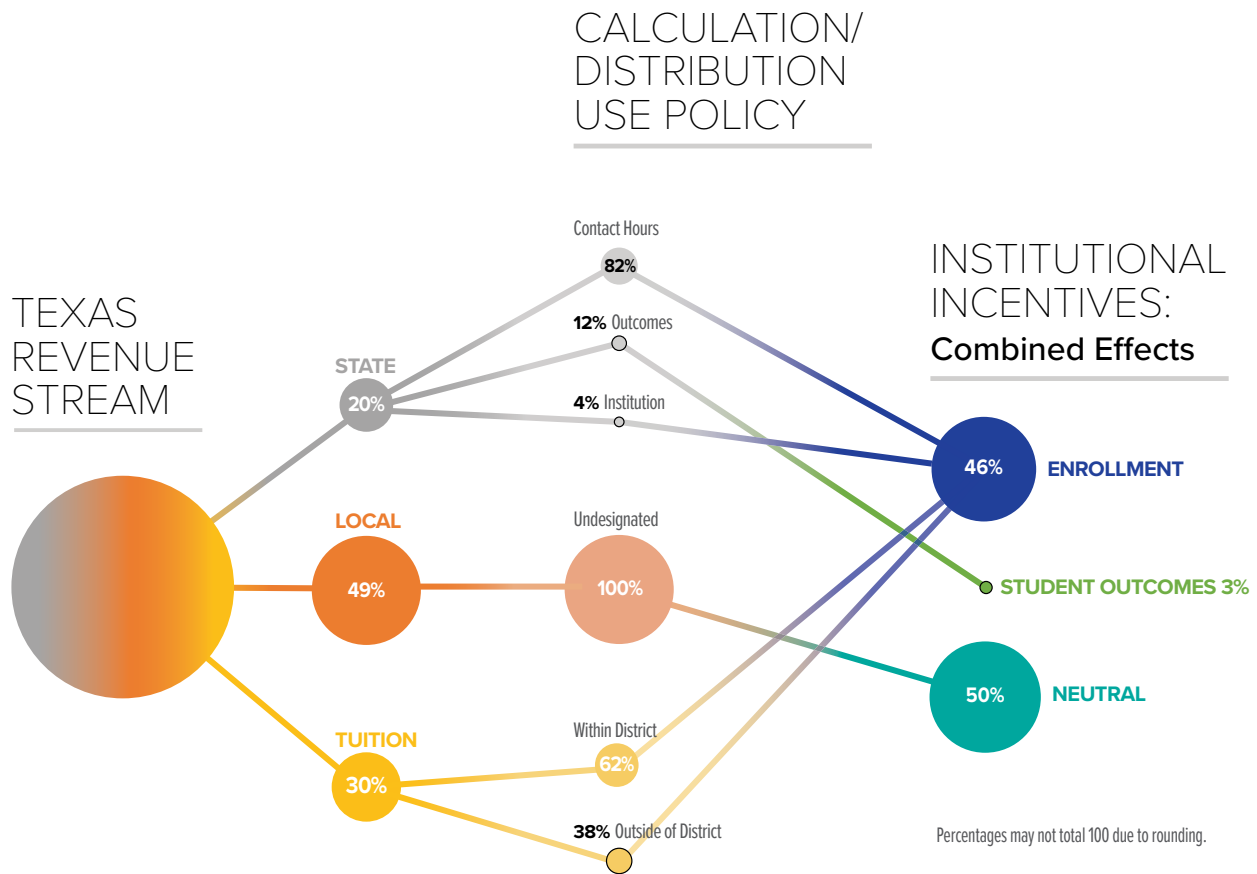 CALCULATION/
DISTRIBUTION
USE POLICY
TEXAS
REVENUE
STREAM
INSTITUTIONAL
INCENTIVES:
Combined Effects
STATE
20%
LOCAL
49%
TUITION
30%
Contact Hours
82%
12% Outcomes
4% Institution
Undesignated
100%
Within District
62%
38% Outside of District
46%
ENROLLMENT
STUDENT OUTCOMES 3%
50%
NEUTRAL
Percentages may not total 100 due to rounding.